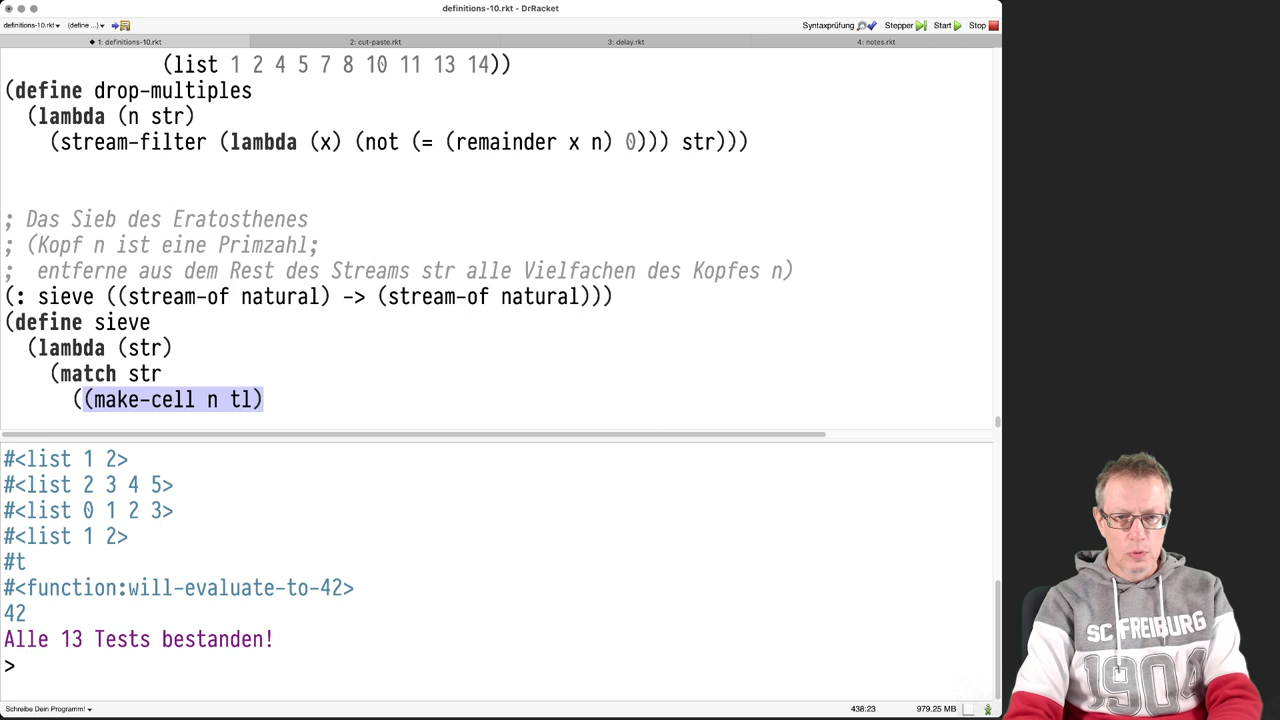 definitions-10.rkt - DrRacket
definitions-10.rkt (define ...) Syntaxprüfung Stepper Start Stop
1: definitions-10.rkt 2: cut-paste.rkt 3: delay.rkt 4: notes.rkt
(list 1 2 4 5 7 8 10 11 13 14))
(define drop-multiples
(lambda (n str)
(stream-filter (lambda (x) (not (= (remainder x n) 0))) str)))
; Das Sieb des Eratosthenes
; (Kopf n ist eine Primzahl;
;  entferne aus dem Rest des Streams str alle Vielfachen des Kopfes n)
(: sieve ((stream-of natural) -> (stream-of natural)))
(define sieve
(lambda (str)
(match str
((make-cell n tl)
#<list 1 2>
#<list 2 3 4 5>
#<list 0 1 2 3>
#<list 1 2>
#t
#<function:will-evaluate-to-42>
42
Alle 13 Tests bestanden!
>
SC FREIBURG
1904
Schreibe Dein Programm! 438:23 979.25 MB